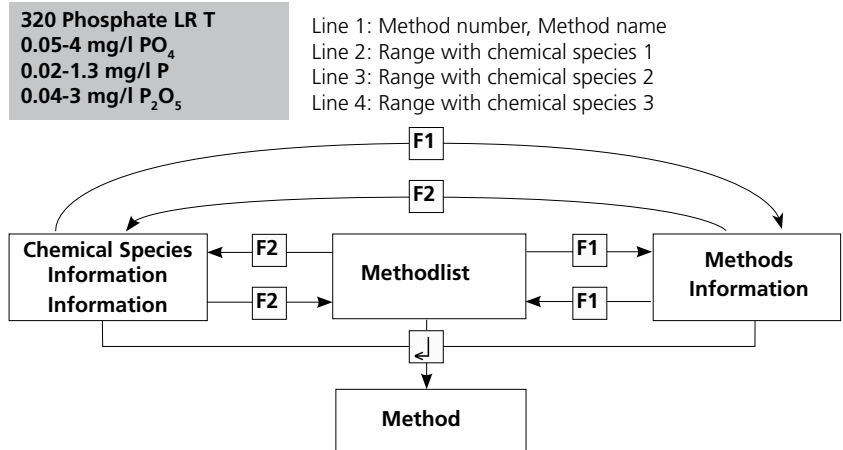 320 Phosphate LR T
0.05-4 mg/l PO₄
0.02-1.3 mg/l P
0.04-3 mg/l P₂O₅
Line 1: Method number, Method name
Line 2: Range with chemical species 1
Line 3: Range with chemical species 2
Line 4: Range with chemical species 3
F1
F2
Chemical Species
Information
Information
F2
F2
Methodlist
F1
F1
Methods
Information
Method